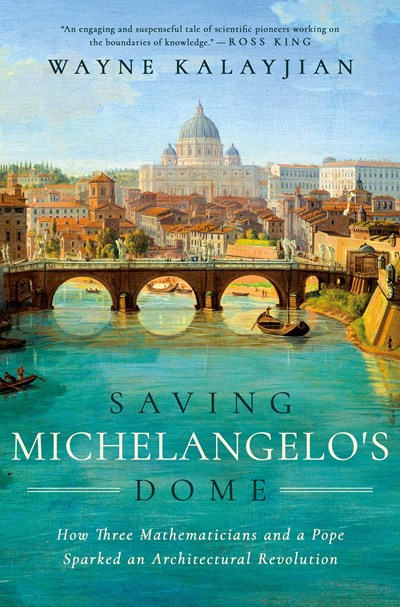 "An engaging and suspenseful tale of scientific pioneers working on
the boundaries of knowledge." — ROSS KING
WAYNE KALAYJIAN
SAVING
MICHELANGELO'S
DOME
How Three Mathematicians and a Pope
Sparked an Architectural Revolution